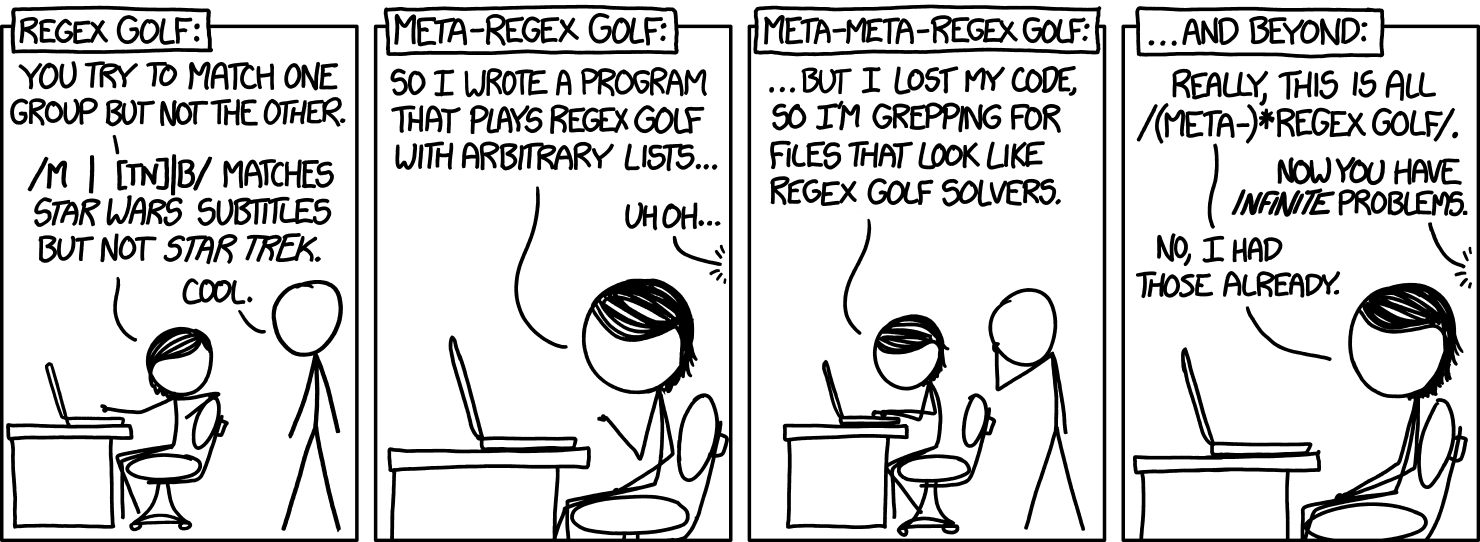 REGEX GOLF:
YOU TRY TO MATCH ONE
GROUP BUT NOT THE OTHER.
/M | [TN]|B/ MATCHES
STAR WARS SUBTITLES
BUT NOT STAR TREK.
COOL.
META-REGEX GOLF:
SO I WROTE A PROGRAM
THAT PLAYS REGEX GOLF
WITH ARBITRARY LISTS...
UH OH...
META-META-REGEX GOLF:
...BUT I LOST MY CODE,
SO I'M GREPPING FOR
FILES THAT LOOK LIKE
REGEX GOLF SOLVERS.
...AND BEYOND:
REALLY, THIS IS ALL
/(META-)*REGEX GOLF/.
NOW YOU HAVE
INFINITE PROBLEMS.
NO, I HAD
THOSE ALREADY.